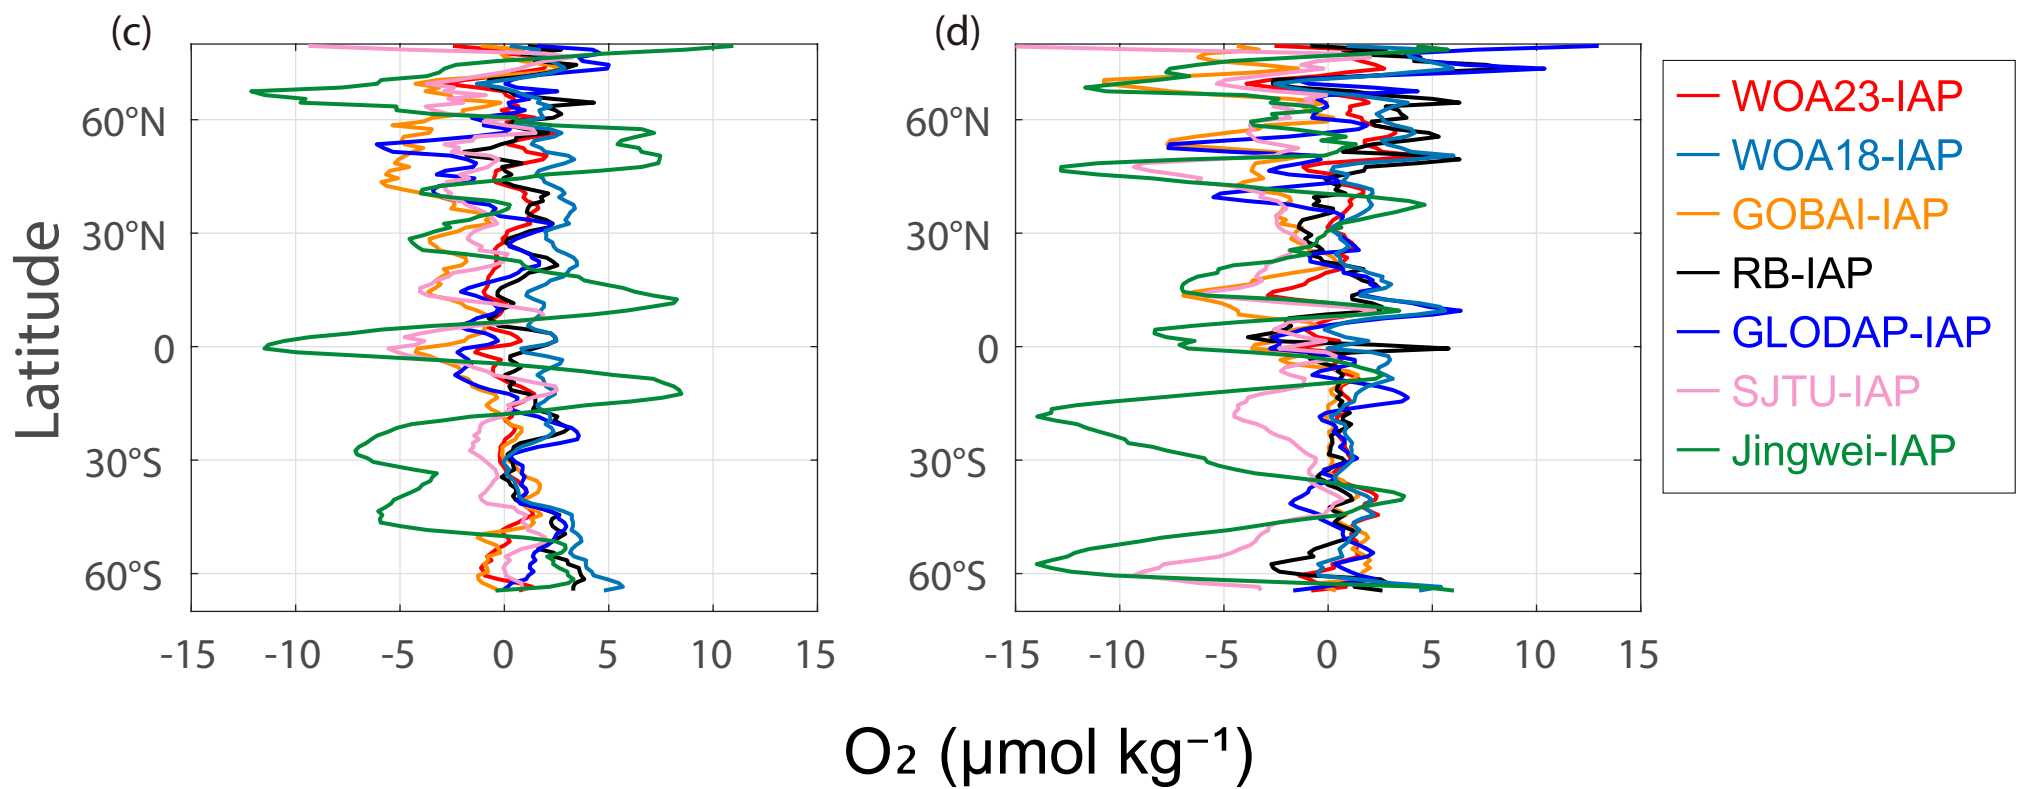 (c)
(d)
60°N
30°N
0
30°S
60°S
-15 -10 -5 0 5 10 15
60°N
30°N
0
30°S
60°S
-15 -10 -5 0 5 10 15
Latitude
O₂ (μmol kg⁻¹)
WOA23-IAP
WOA18-IAP
GOBAI-IAP
RB-IAP
GLODAP-IAP
SJTU-IAP
Jingwei-IAP